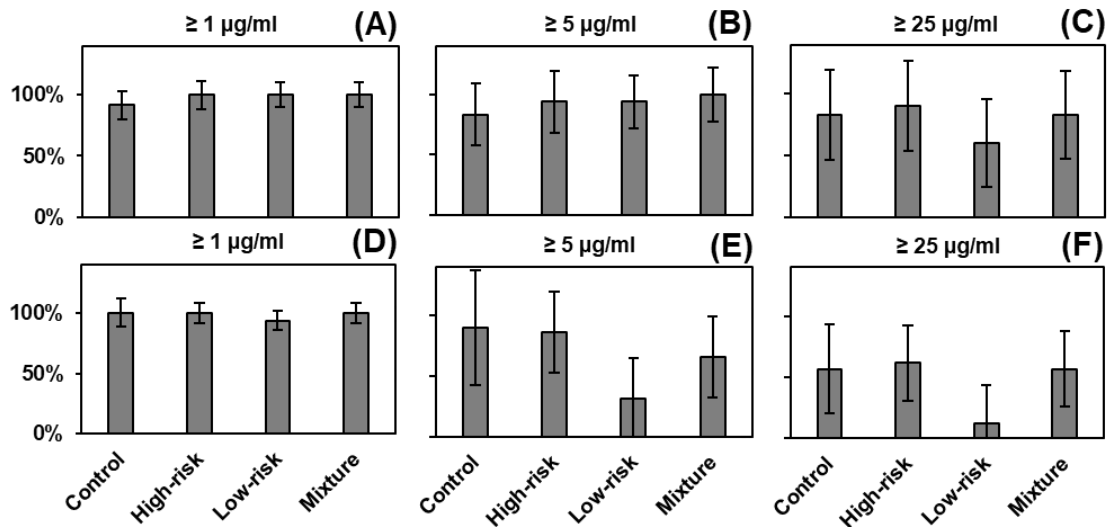 ≥ 1 µg/ml (A) ≥ 5 µg/ml (B) ≥ 25 µg/ml (C)
100%
50%
0%
≥ 1 µg/ml (D) ≥ 5 µg/ml (E) ≥ 25 µg/ml (F)
100%
50%
0%
Control High-risk Low-risk Mixture Control High-risk Low-risk Mixture Control High-risk Low-risk Mixture